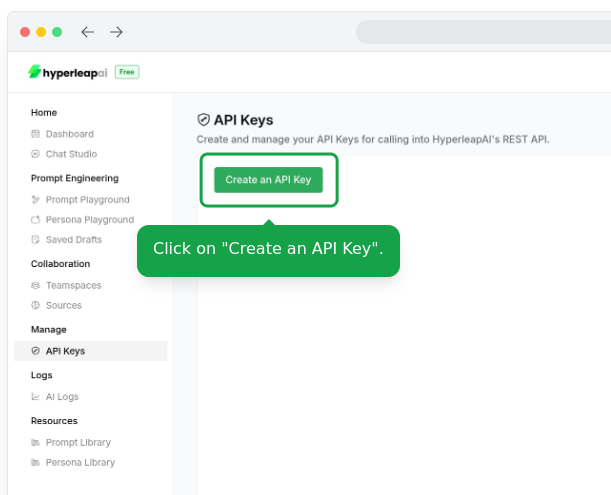 hyperleapai Free
Home
Dashboard
Chat Studio
Prompt Engineering
Prompt Playground
Persona Playground
Saved Drafts
Collaboration
Teamspaces
Sources
Manage
API Keys
Logs
AI Logs
Resources
Prompt Library
Persona Library
API Keys
Create and manage your API Keys for calling into HyperleapAI's REST API.
Create an API Key
Click on "Create an API Key".